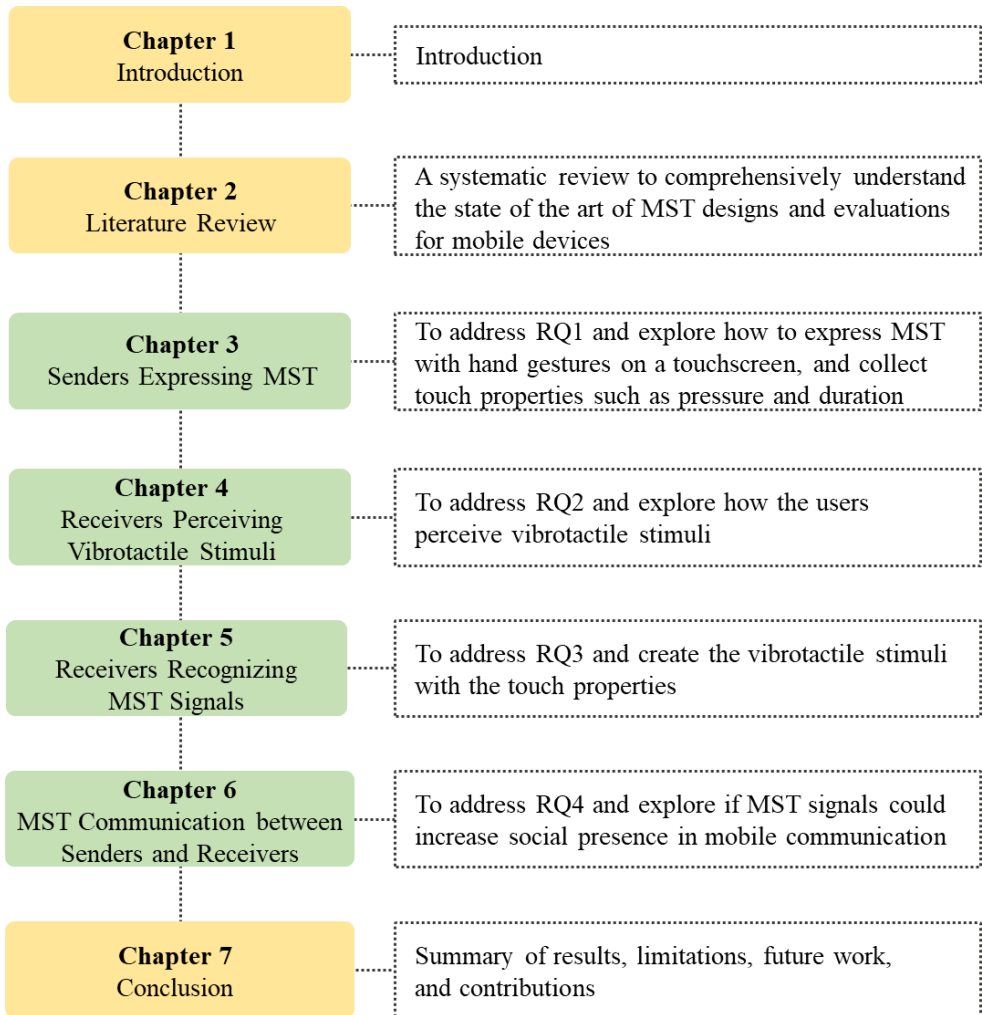 Chapter 1
Introduction
Introduction
Chapter 2
Literature Review
A systematic review to comprehensively understand
the state of the art of MST designs and evaluations
for mobile devices
Chapter 3
Senders Expressing MST
To address RQ1 and explore how to express MST
with hand gestures on a touchscreen, and collect
touch properties such as pressure and duration
Chapter 4
Receivers Perceiving
Vibrotactile Stimuli
To address RQ2 and explore how the users
perceive vibrotactile stimuli
Chapter 5
Receivers Recognizing
MST Signals
To address RQ3 and create the vibrotactile stimuli
with the touch properties
Chapter 6
MST Communication between
Senders and Receivers
To address RQ4 and explore if MST signals could
increase social presence in mobile communication
Chapter 7
Conclusion
Summary of results, limitations, future work,
and contributions